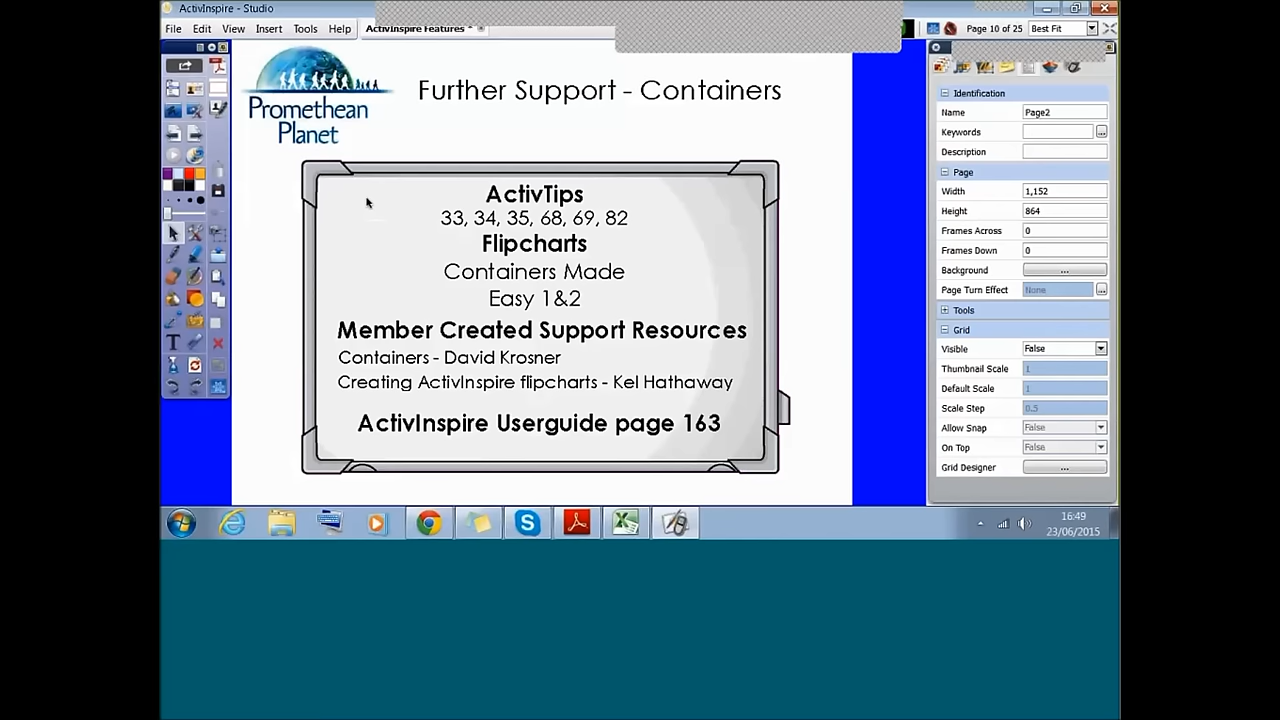 ActivInspire - Studio
File Edit View Insert Tools Help
ActivInspire Features *
Page 10 of 25
Best Fit
Promethean
Planet
Further Support - Containers
ActivTips
33, 34, 35, 68, 69, 82
Flipcharts
Containers Made
Easy 1&2
Member Created Support Resources
Containers - David Krosner
Creating ActivInspire flipcharts - Kel Hathaway
ActivInspire Userguide page 163
Identification
Name Page2
Keywords ...
Description
Page
Width 1,152
Height 864
Frames Across 0
Frames Down 0
Background ...
Page Turn Effect None ...
Tools
Grid
Visible False
Thumbnail Scale 1
Default Scale 1
Scale Step 0.5
Allow Snap False
On Top False
Grid Designer ...
16:49
23/06/2015